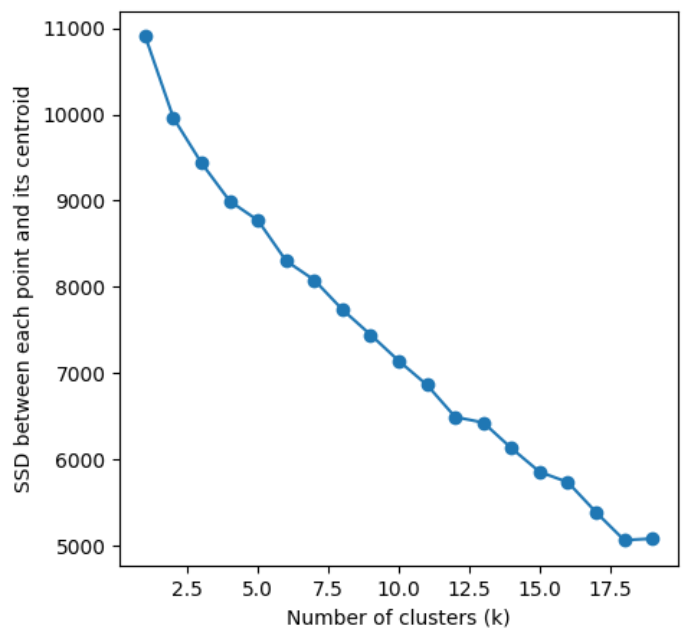 SSD between each point and its centroid
11000
10000
9000
8000
7000
6000
5000
2.5 5.0 7.5 10.0 12.5 15.0 17.5
Number of clusters (k)